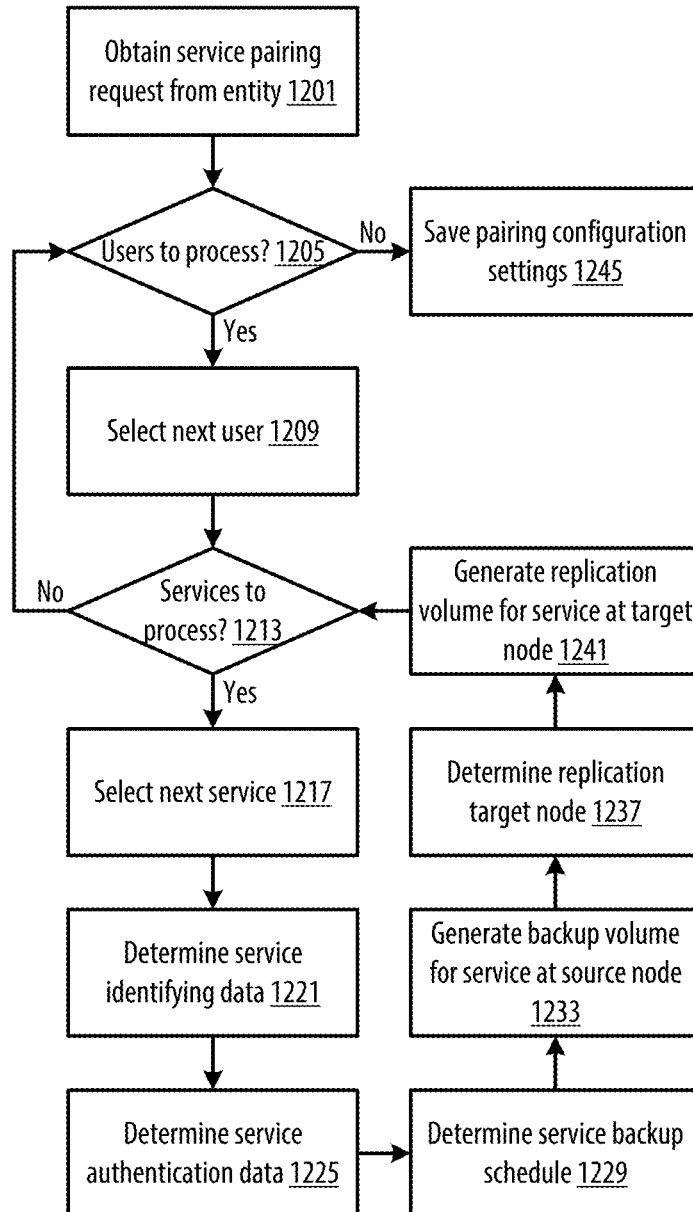 Obtain service pairing
request from entity 1201
Users to process? 1205
No
Save pairing configuration
settings 1245
Yes
Select next user 1209
No
Services to
process? 1213
Yes
Generate replication
volume for service at target
node 1241
Select next service 1217
Determine replication
target node 1237
Determine service
identifying data 1221
Generate backup volume
for service at source node
1233
Determine service
authentication data 1225
Determine service backup
schedule 1229